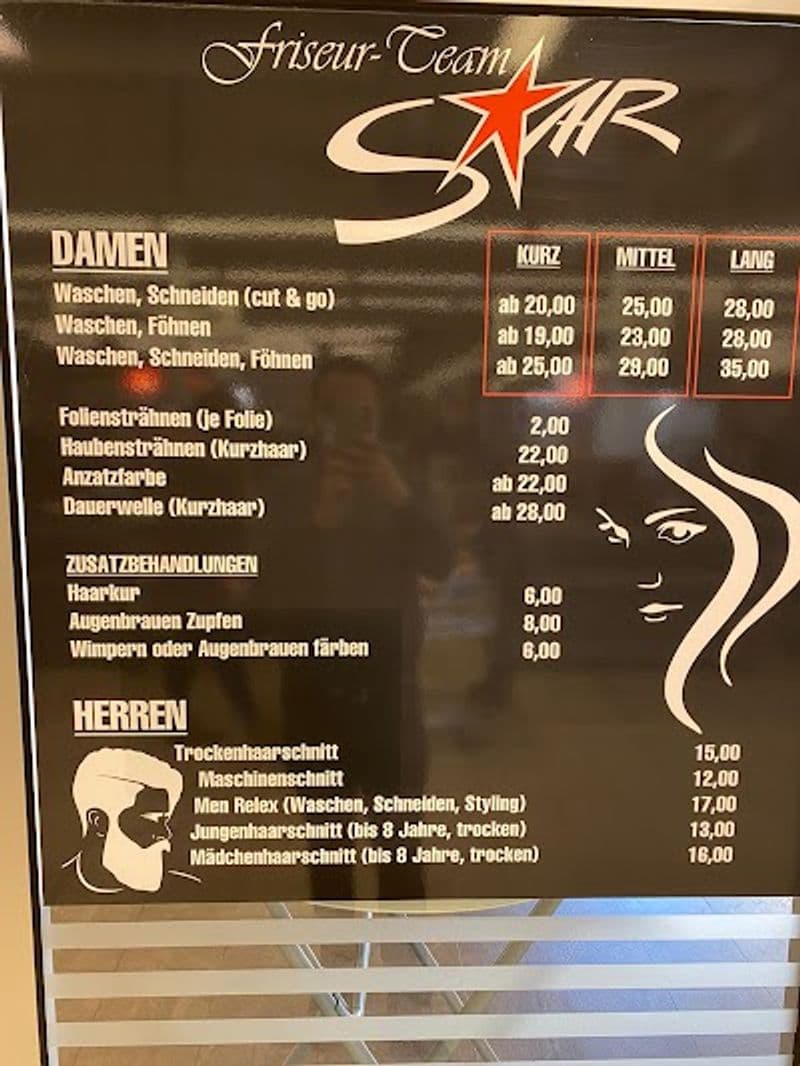 Friseur-Team
STAR
DAMEN KURZ MITTEL LANG
Waschen, Schneiden (cut & go) ab 20,00 25,00 28,00
Waschen, Föhnen ab 19,00 23,00 28,00
Waschen, Schneiden, Föhnen ab 25,00 29,00 35,00
Foliensträhnen (je Folie) 2,00
Haubensträhnen (Kurzhaar) 22,00
Anzatzfarbe ab 22,00
Dauerwelle (Kurzhaar) ab 28,00
ZUSATZBEHANDLUNGEN
Haarkur 6,00
Augenbrauen Zupfen 8,00
Wimpern oder Augenbrauen färben 6,00
HERREN
Trockenhaarschnitt 15,00
Maschinenschnitt 12,00
Men Relex (Waschen, Schneiden, Styling) 17,00
Jungenhaarschnitt (bis 8 Jahre, trocken) 13,00
Mädchenhaarschnitt (bis 8 Jahre, trocken) 16,00